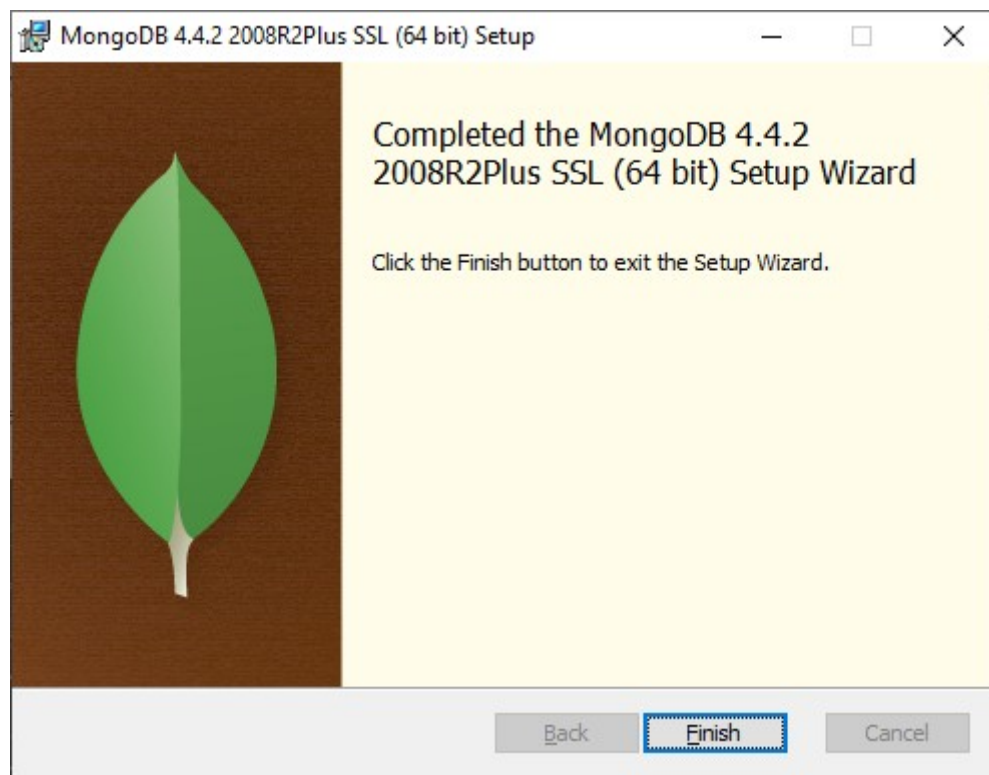 MongoDB 4.4.2 2008R2Plus SSL (64 bit) Setup
Completed the MongoDB 4.4.2
2008R2Plus SSL (64 bit) Setup Wizard
Click the Finish button to exit the Setup Wizard.
Back Finish Cancel